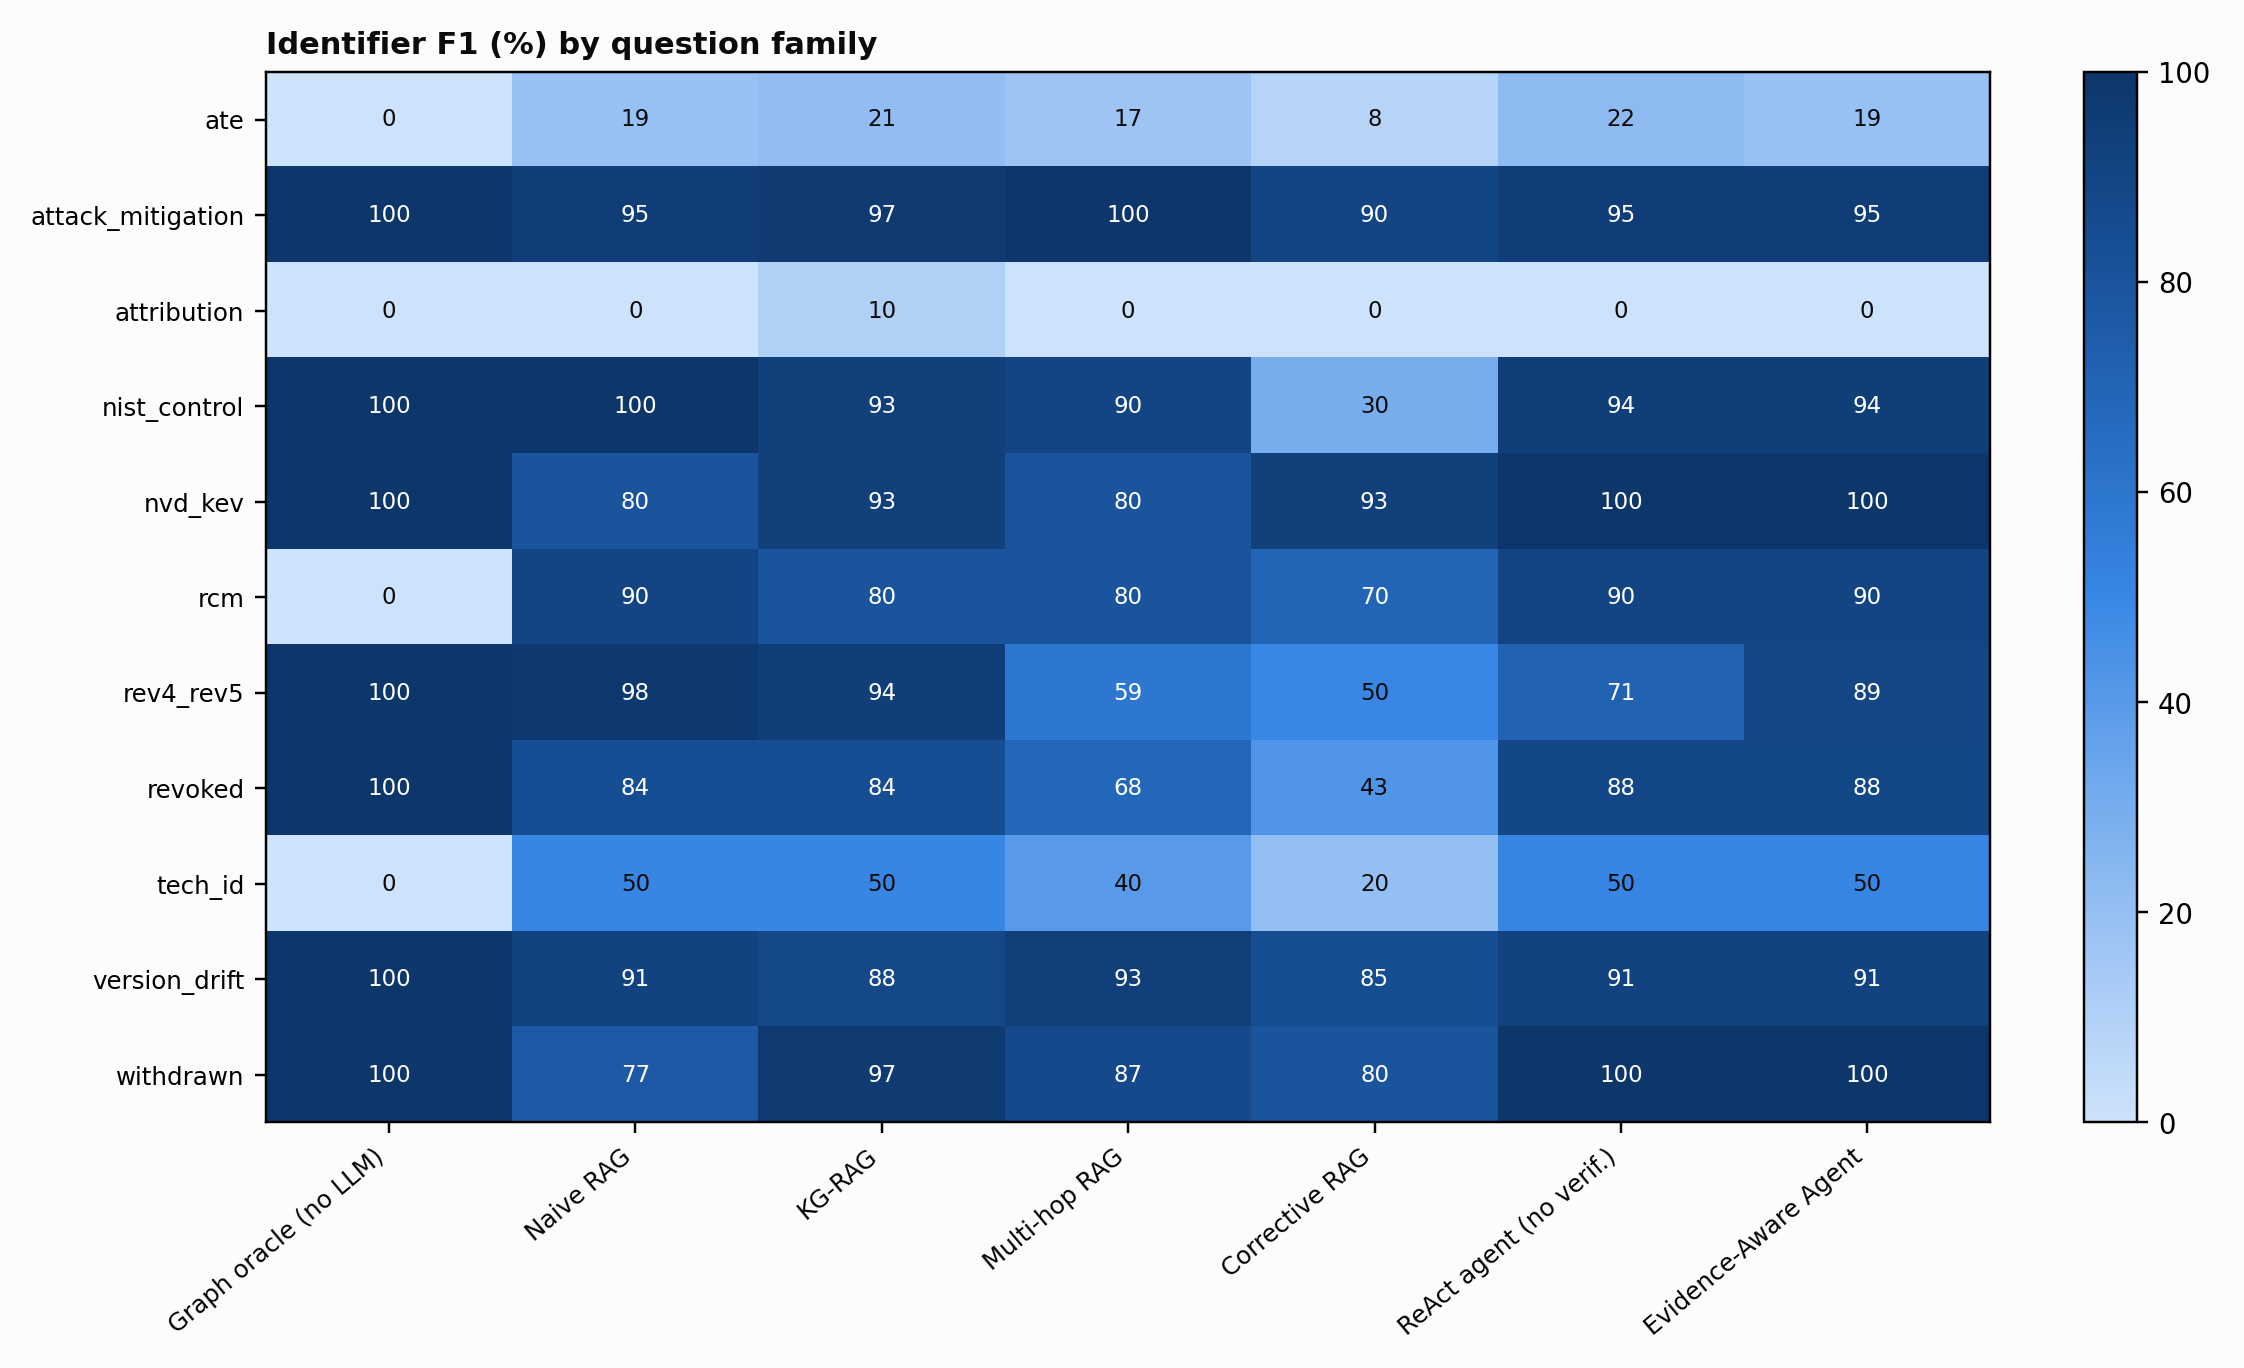 Identifier F1 (%) by question family
ate 0 19 21 17 8 22 19
attack_mitigation 100 95 97 100 90 95 95
attribution 0 0 10 0 0 0 0
nist_control 100 100 93 90 30 94 94
nvd_kev 100 80 93 80 93 100 100
rcm 0 90 80 80 70 90 90
rev4_rev5 100 98 94 59 50 71 89
revoked 100 84 84 68 43 88 88
tech_id 0 50 50 40 20 50 50
version_drift 100 91 88 93 85 91 91
withdrawn 100 77 97 87 80 100 100
Graph oracle (no LLM)
Naive RAG
KG-RAG
Multi-hop RAG
Corrective RAG
ReAct agent (no verif.)
Evidence-Aware Agent
100
80
60
40
20
0